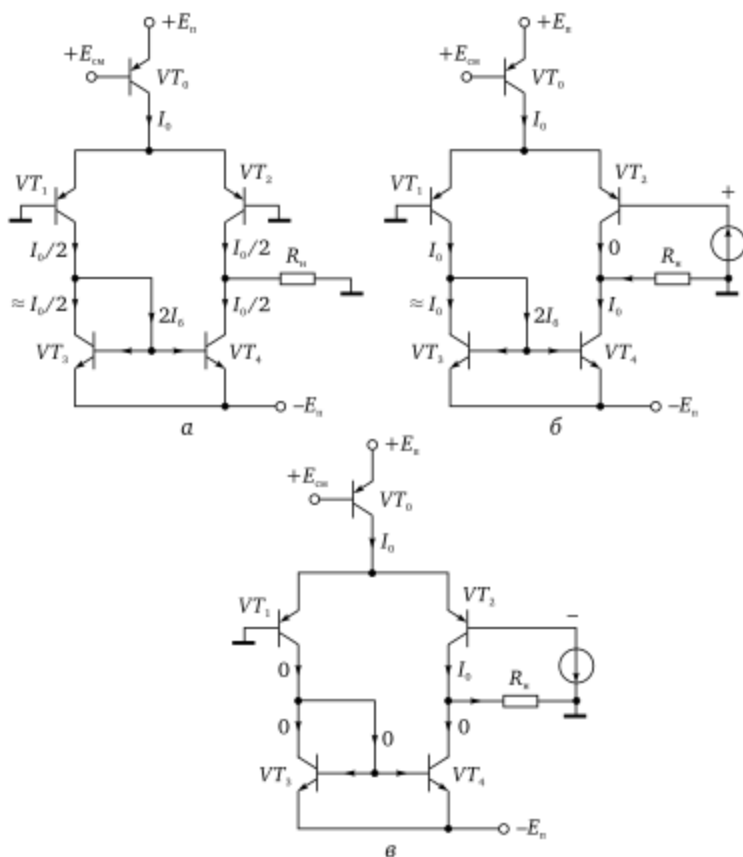 +Eп
+Eсм
VT₀
I₀
VT₁
VT₂
I₀/2
I₀/2
Rн
≈ I₀/2
2Iб
I₀/2
VT₃
VT₄
−Eп
а
+Eп
+Eсм
VT₀
I₀
VT₁
VT₂
+
I₀
0
Rн
≈ I₀
2Iб
I₀
VT₃
VT₄
−Eп
б
+Eп
+Eсм
VT₀
I₀
VT₁
VT₂
−
0
I₀
Rн
0
0
0
VT₃
VT₄
−Eп
в